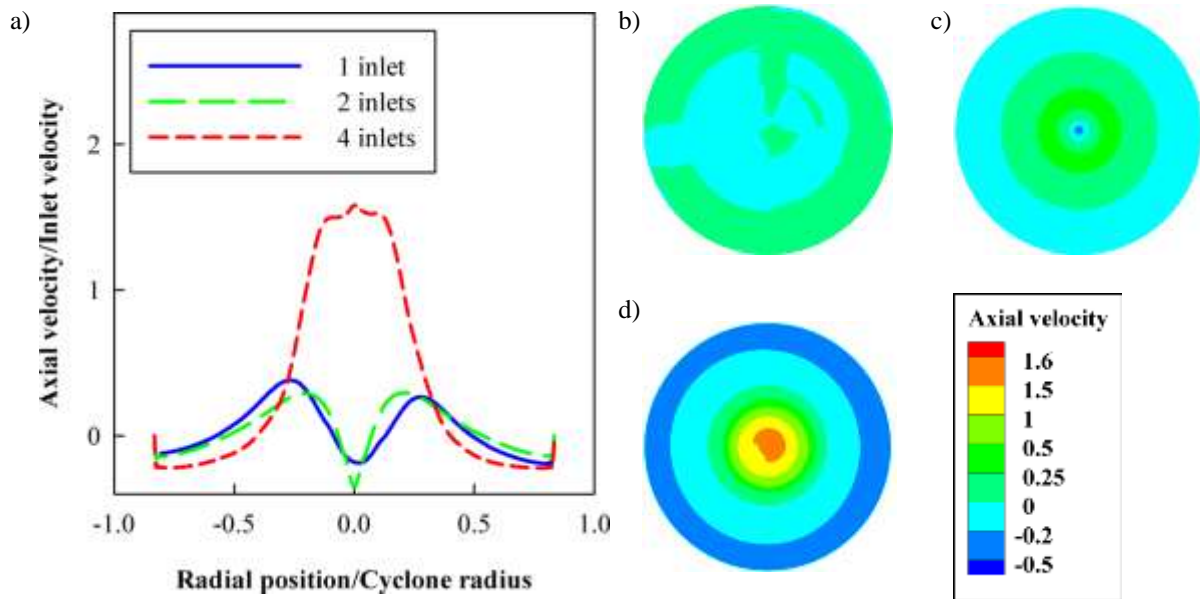 a)
1 inlet
2 inlets
4 inlets
2
1
0
-1.0
-0.5
0.0
0.5
1.0
Axial velocity/Inlet velocity
Radial position/Cyclone radius
b)
c)
d)
Axial velocity
1.6
1.5
1
0.5
0.25
0
-0.2
-0.5